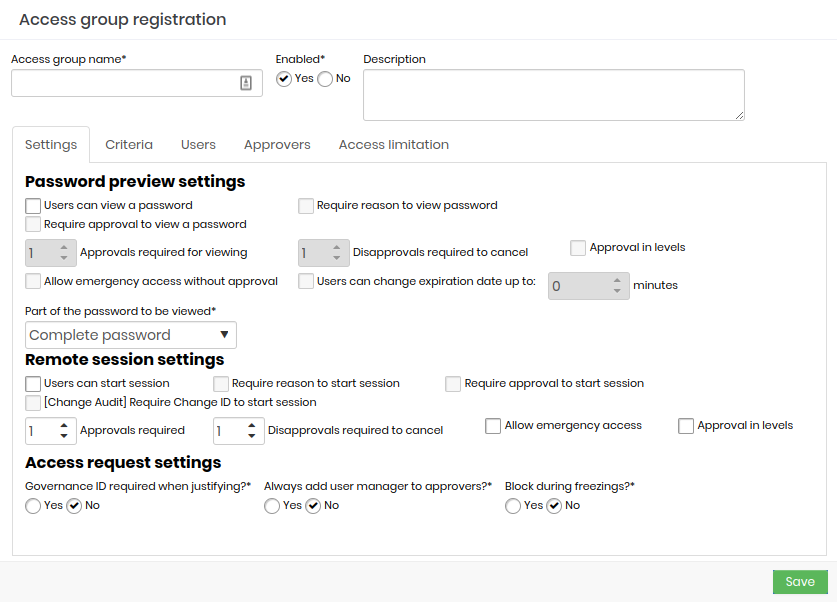 Access group registration
Access group name* Enabled* Description
Yes No
Settings Criteria Users Approvers Access limitation
Password preview settings
Users can view a password Require reason to view password
Require approval to view a password
1 Approvals required for viewing 1 Disapprovals required to cancel Approval in levels
Allow emergency access without approval Users can change expiration date up to: 0 minutes
Part of the password to be viewed*
Complete password
Remote session settings
Users can start session Require reason to start session Require approval to start session
[Change Audit] Require Change ID to start session
1 Approvals required 1 Disapprovals required to cancel Allow emergency access Approval in levels
Access request settings
Governance ID required when justifying?* Always add user manager to approvers?* Block during freezings?*
Yes No Yes No Yes No
Save